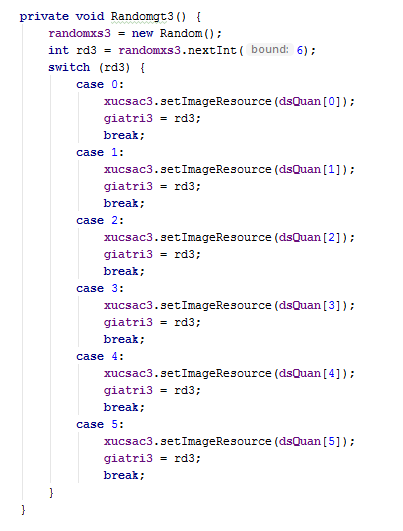 private void Randomgt3() {
    randomxs3 = new Random();
    int rd3 = randomxs3.nextInt( bound: 6);
    switch (rd3) {
        case 0:
            xucsac3.setImageResource(dsQuan[0]);
            giatri3 = rd3;
            break;
        case 1:
            xucsac3.setImageResource(dsQuan[1]);
            giatri3 = rd3;
            break;
        case 2:
            xucsac3.setImageResource(dsQuan[2]);
            giatri3 = rd3;
            break;
        case 3:
            xucsac3.setImageResource(dsQuan[3]);
            giatri3 = rd3;
            break;
        case 4:
            xucsac3.setImageResource(dsQuan[4]);
            giatri3 = rd3;
            break;
        case 5:
            xucsac3.setImageResource(dsQuan[5]);
            giatri3 = rd3;
            break;
    }
}